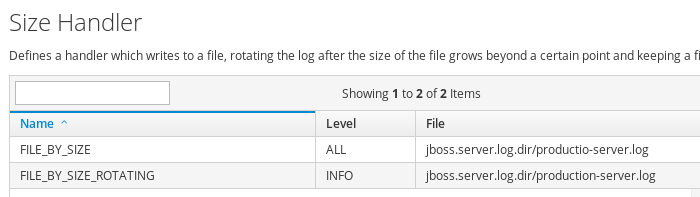 Size Handler
Defines a handler which writes to a file, rotating the log after the size of the file grows beyond a certain point and keeping a
Showing 1 to 2 of 2 Items
Name Level File
FILE_BY_SIZE ALL jboss.server.log.dir/productio-server.log
FILE_BY_SIZE_ROTATING INFO jboss.server.log.dir/production-server.log